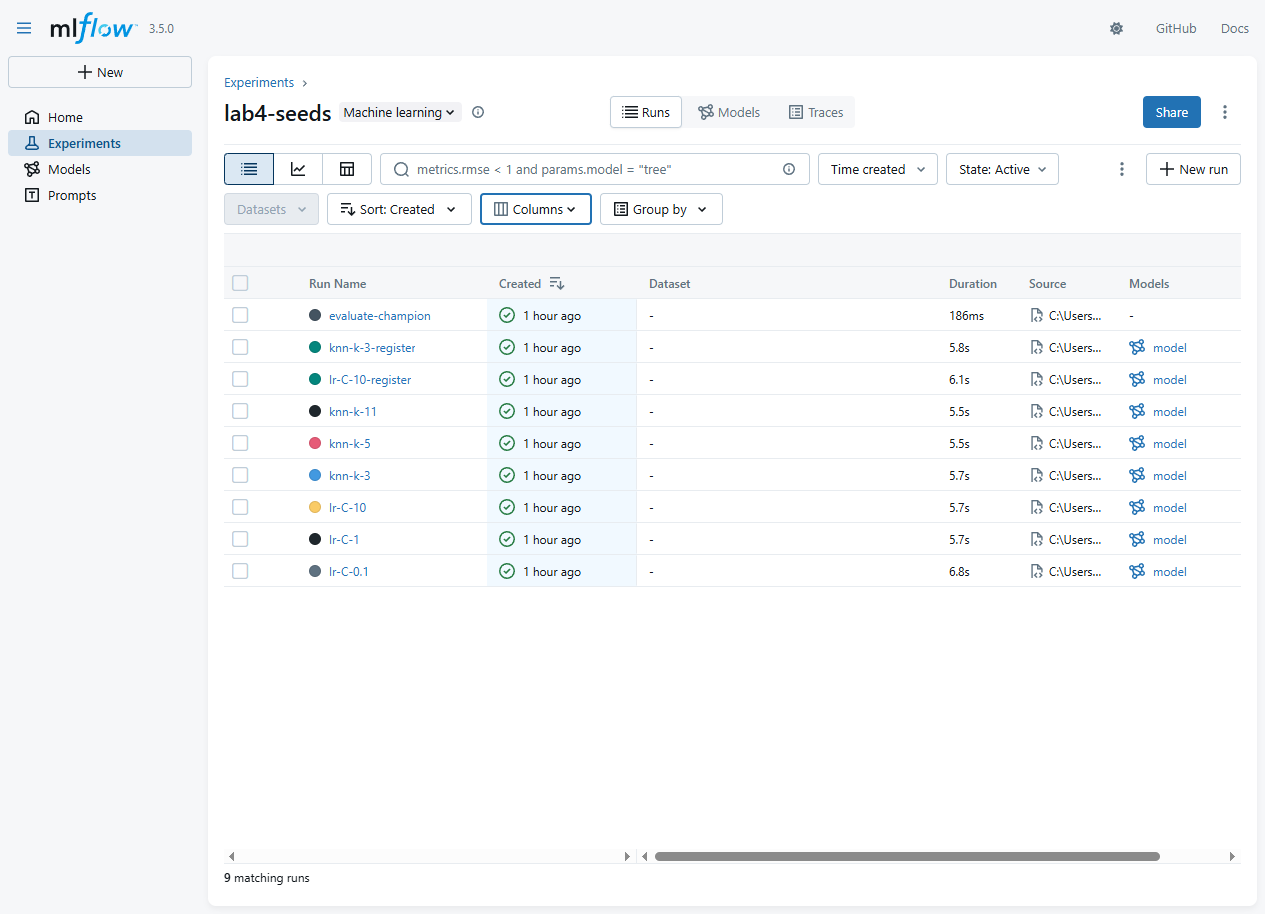 mlflow™ 3.5.0
GitHub
Docs
New
Home
Experiments
Models
Prompts
Experiments
lab4-seeds
Machine learning
Runs
Models
Traces
Share
metrics.rmse < 1 and params.model = "tree"
Time created
State: Active
New run
Datasets
Sort: Created
Columns
Group by
Run Name Created Dataset Duration Source Models
evaluate-champion 1 hour ago - 186ms C:\Users... -
knn-k-3-register 1 hour ago - 5.8s C:\Users... model
lr-C-10-register 1 hour ago - 6.1s C:\Users... model
knn-k-11 1 hour ago - 5.5s C:\Users... model
knn-k-5 1 hour ago - 5.5s C:\Users... model
knn-k-3 1 hour ago - 5.7s C:\Users... model
lr-C-10 1 hour ago - 5.7s C:\Users... model
lr-C-1 1 hour ago - 5.7s C:\Users... model
lr-C-0.1 1 hour ago - 6.8s C:\Users... model
9 matching runs